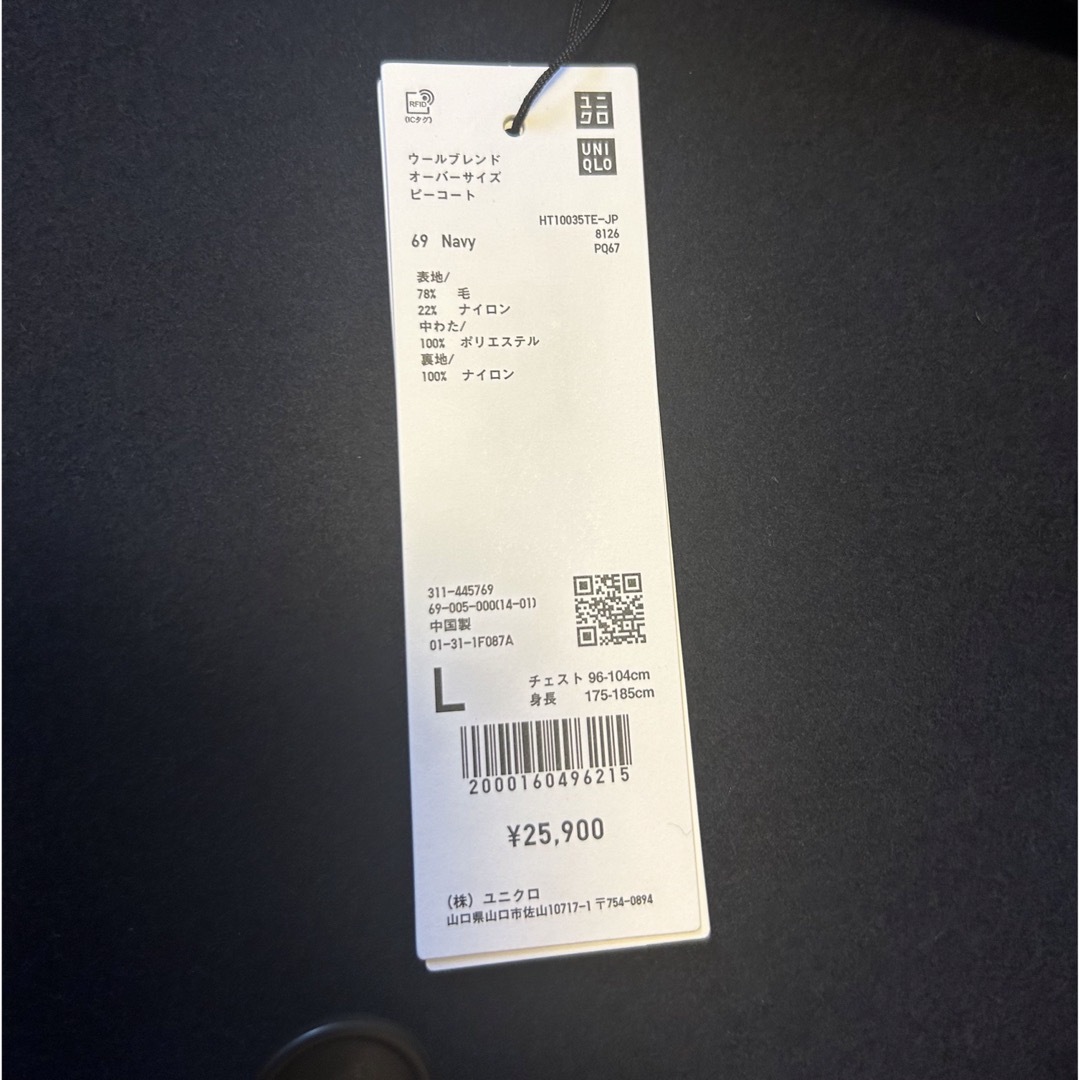 RFID
(ICタグ)
ユニ
クロ
UNI
QLO
ウールブレンド
オーバーサイズ
ピーコート
HT10035TE-JP
8126
PQ67
69 Navy
表地/
78% 毛
22% ナイロン
中わた/
100% ポリエステル
裏地/
100% ナイロン
311-445769
69-005-000(14-01)
中国製
01-31-1F087A
L
チェスト 96-104cm
身長 175-185cm
2000160496215
¥25,900
(株) ユニクロ
山口県山口市佐山10717-1 〒754-0894